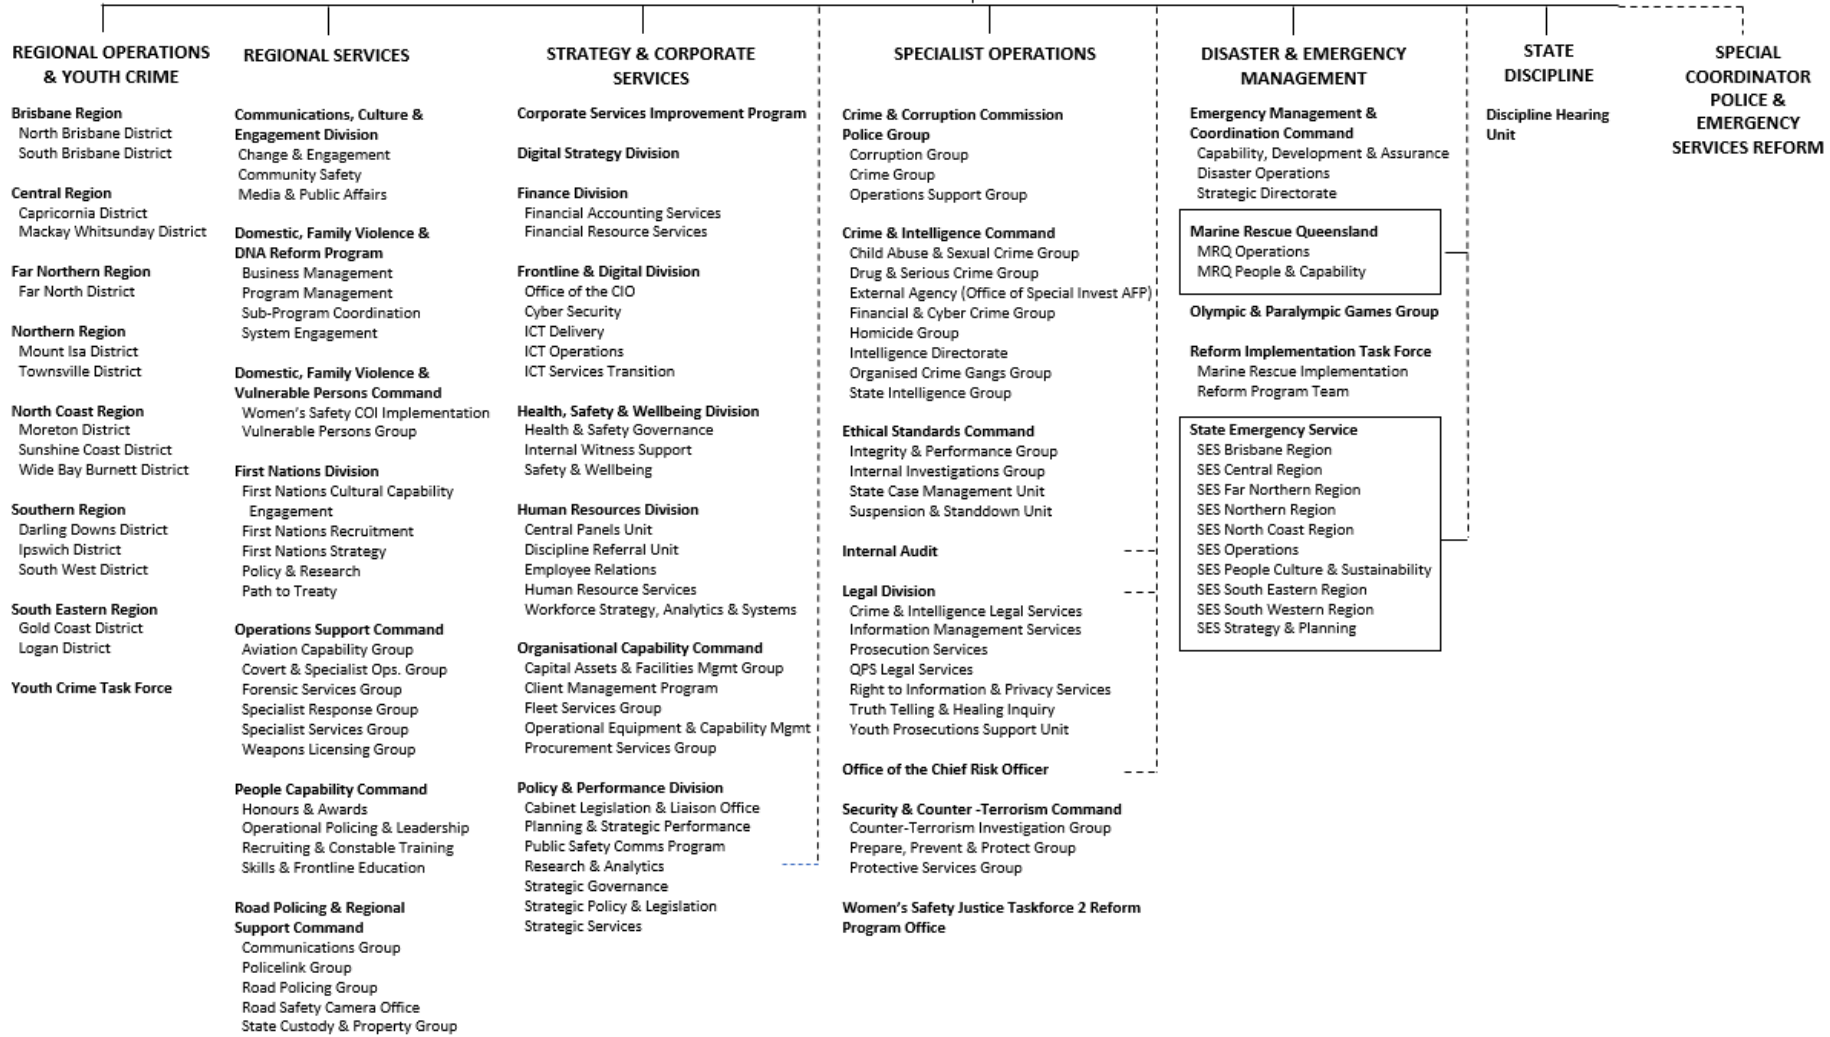 REGIONAL OPERATIONS
& YOUTH CRIME
Brisbane Region
North Brisbane District
South Brisbane District
Central Region
Capricornia District
Mackay Whitsunday District
Far Northern Region
Far North District
Northern Region
Mount Isa District
Townsville District
North Coast Region
Moreton District
Sunshine Coast District
Wide Bay Burnett District
Southern Region
Darling Downs District
Ipswich District
South West District
South Eastern Region
Gold Coast District
Logan District
Youth Crime Task Force
REGIONAL SERVICES
Communications, Culture &
Engagement Division
Change & Engagement
Community Safety
Media & Public Affairs
Domestic, Family Violence &
DNA Reform Program
Business Management
Program Management
Sub-Program Coordination
System Engagement
Domestic, Family Violence &
Vulnerable Persons Command
Women's Safety COI Implementation
Vulnerable Persons Group
First Nations Division
First Nations Cultural Capability
Engagement
First Nations Recruitment
First Nations Strategy
Policy & Research
Path to Treaty
Operations Support Command
Aviation Capability Group
Covert & Specialist Ops. Group
Forensic Services Group
Specialist Response Group
Specialist Services Group
Weapons Licensing Group
People Capability Command
Honours & Awards
Operational Policing & Leadership
Recruiting & Constable Training
Skills & Frontline Education
Road Policing & Regional
Support Command
Communications Group
Policelink Group
Road Policing Group
Road Safety Camera Office
State Custody & Property Group
STRATEGY & CORPORATE
SERVICES
Corporate Services Improvement Program
Digital Strategy Division
Finance Division
Financial Accounting Services
Financial Resource Services
Frontline & Digital Division
Office of the CIO
Cyber Security
ICT Delivery
ICT Operations
ICT Services Transition
Health, Safety & Wellbeing Division
Health & Safety Governance
Internal Witness Support
Safety & Wellbeing
Human Resources Division
Central Panels Unit
Discipline Referral Unit
Employee Relations
Human Resource Services
Workforce Strategy, Analytics & Systems
Organisational Capability Command
Capital Assets & Facilities Mgmt Group
Client Management Program
Fleet Services Group
Operational Equipment & Capability Mgmt
Procurement Services Group
Policy & Performance Division
Cabinet Legislation & Liaison Office
Planning & Strategic Performance
Public Safety Comms Program
Research & Analytics
Strategic Governance
Strategic Policy & Legislation
Strategic Services
SPECIALIST OPERATIONS
Crime & Corruption Commission
Police Group
Corruption Group
Crime Group
Operations Support Group
Crime & Intelligence Command
Child Abuse & Sexual Crime Group
Drug & Serious Crime Group
External Agency (Office of Special Invest AFP)
Financial & Cyber Crime Group
Homicide Group
Intelligence Directorate
Organised Crime Gangs Group
State Intelligence Group
Ethical Standards Command
Integrity & Performance Group
Internal Investigations Group
State Case Management Unit
Suspension & Standdown Unit
Internal Audit
Legal Division
Crime & Intelligence Legal Services
Information Management Services
Prosecution Services
QPS Legal Services
Right to Information & Privacy Services
Truth Telling & Healing Inquiry
Youth Prosecutions Support Unit
Office of the Chief Risk Officer
Security & Counter -Terrorism Command
Counter-Terrorism Investigation Group
Prepare, Prevent & Protect Group
Protective Services Group
Women's Safety Justice Taskforce 2 Reform
Program Office
DISASTER & EMERGENCY
MANAGEMENT
Emergency Management &
Coordination Command
Capability, Development & Assurance
Disaster Operations
Strategic Directorate
Marine Rescue Queensland
MRQ Operations
MRQ People & Capability
Olympic & Paralympic Games Group
Reform Implementation Task Force
Marine Rescue Implementation
Reform Program Team
State Emergency Service
SES Brisbane Region
SES Central Region
SES Far Northern Region
SES Northern Region
SES North Coast Region
SES Operations
SES People Culture & Sustainability
SES South Eastern Region
SES South Western Region
SES Strategy & Planning
STATE
DISCIPLINE
Discipline Hearing
Unit
SPECIAL
COORDINATOR
POLICE &
EMERGENCY
SERVICES REFORM